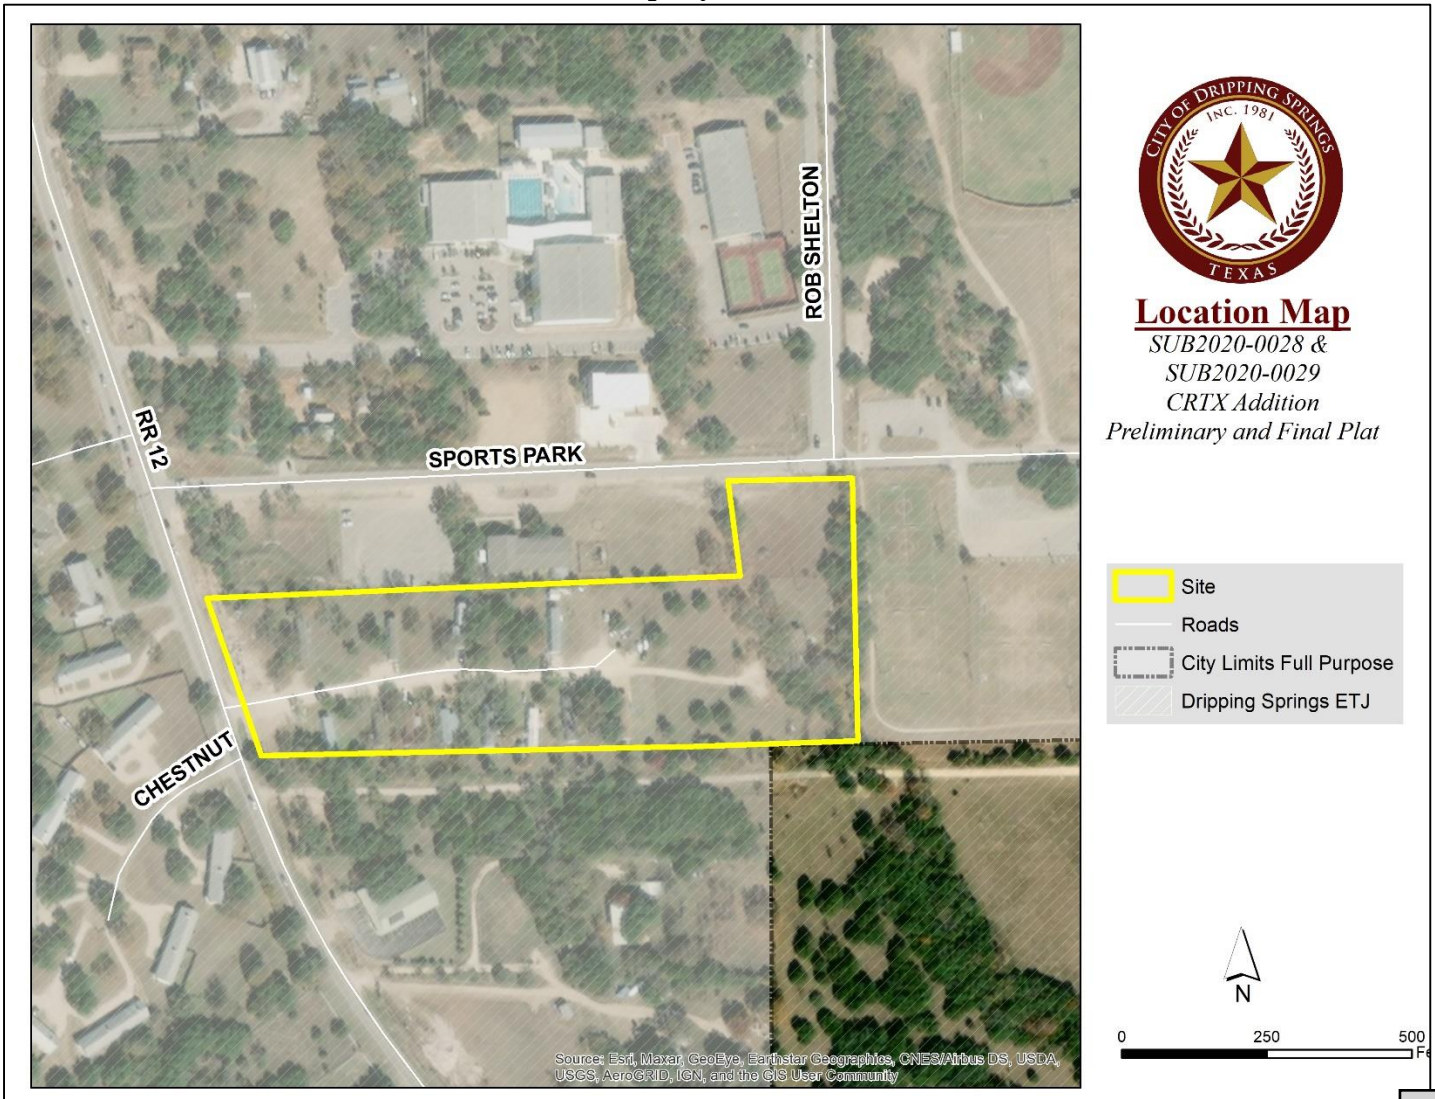 ROB SHELTON
RR 12
SPORTS PARK
CHESTNUT
Source: Esri, Maxar, GeoEye, Earthstar Geographics, CNES/Airbus DS, USDA,
USGS, AeroGRID, IGN, and the GIS User Community
CITY OF DRIPPING SPRINGS
INC. 1981
TEXAS
Location Map
SUB2020-0028 &
SUB2020-0029
CRTX Addition
Preliminary and Final Plat
Site
Roads
City Limits Full Purpose
Dripping Springs ETJ
N
0 250 500